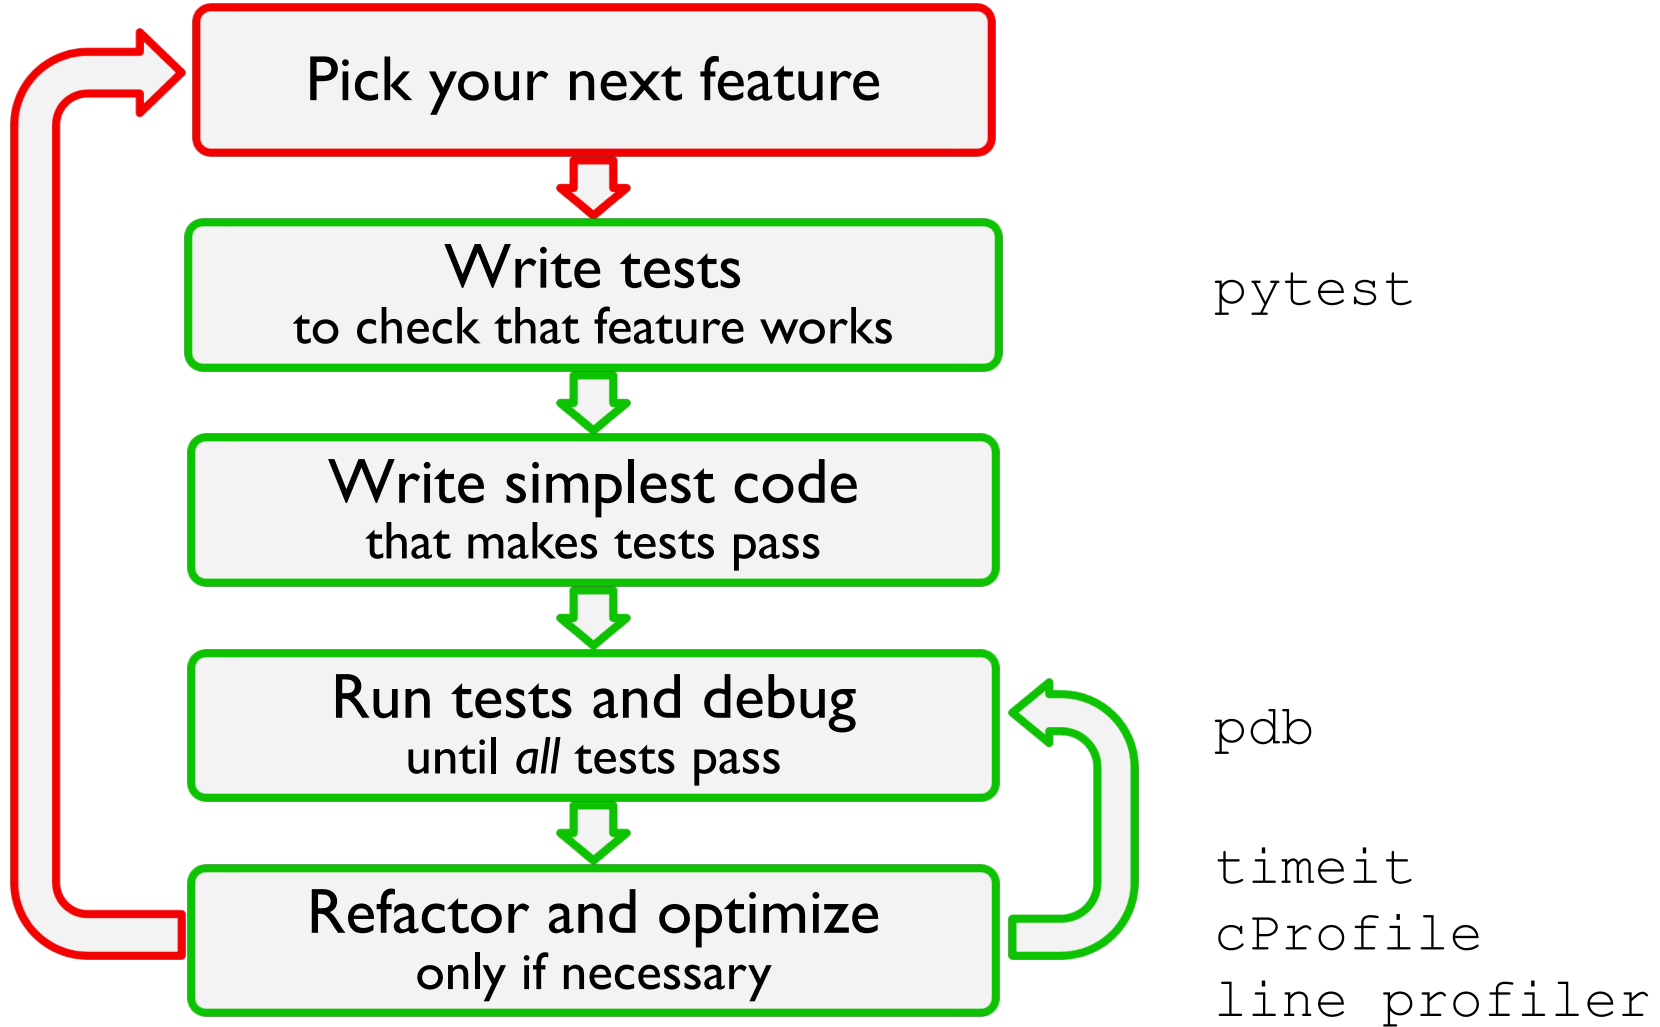 Pick your next feature
Write tests
to check that feature works
pytest
Write simplest code
that makes tests pass
Run tests and debug
until all tests pass
pdb
Refactor and optimize
only if necessary
timeit
cProfile
line profiler